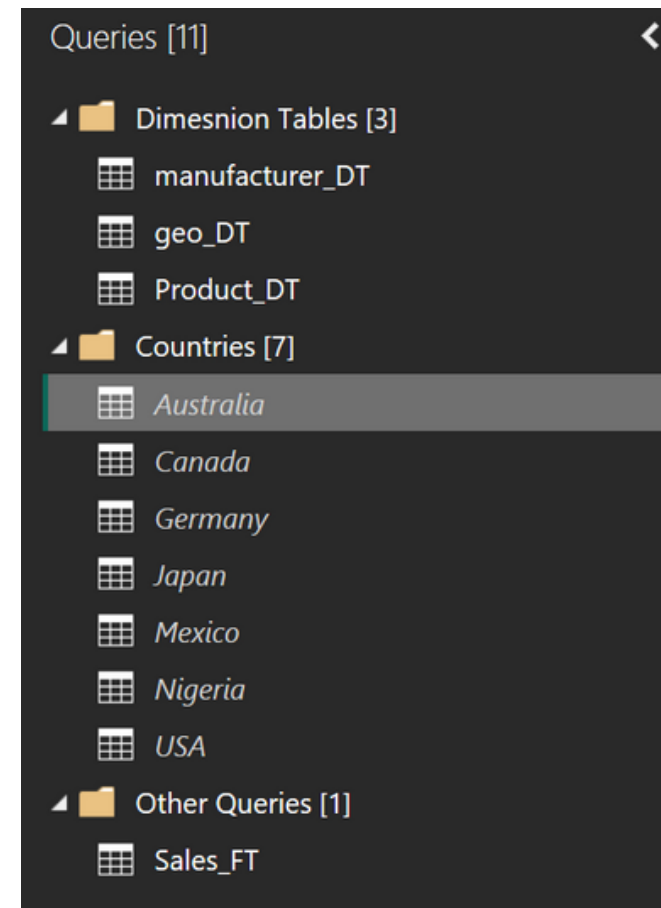 Queries [11]
Dimesnion Tables [3]
manufacturer_DT
geo_DT
Product_DT
Countries [7]
Australia
Canada
Germany
Japan
Mexico
Nigeria
USA
Other Queries [1]
Sales_FT